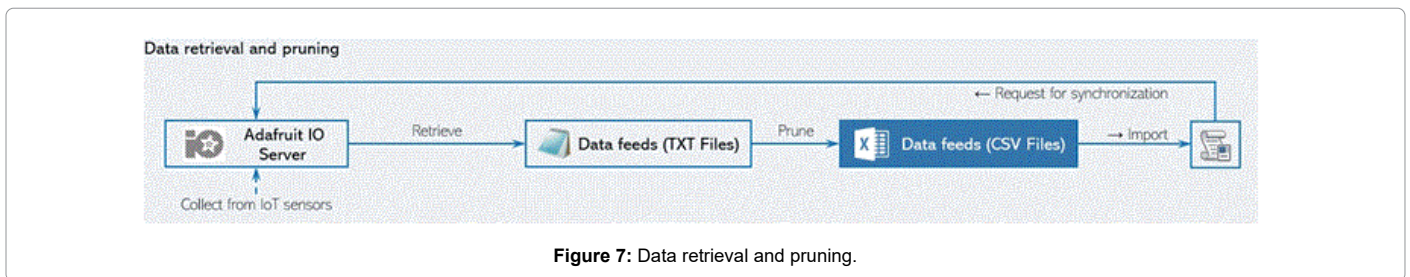 Data retrieval and pruning
← Request for synchronization
Adafruit IO
Server
Retrieve
Data feeds (TXT Files)
Prune
Data feeds (CSV Files)
→ Import
Collect from IoT sensors
Figure 7: Data retrieval and pruning.